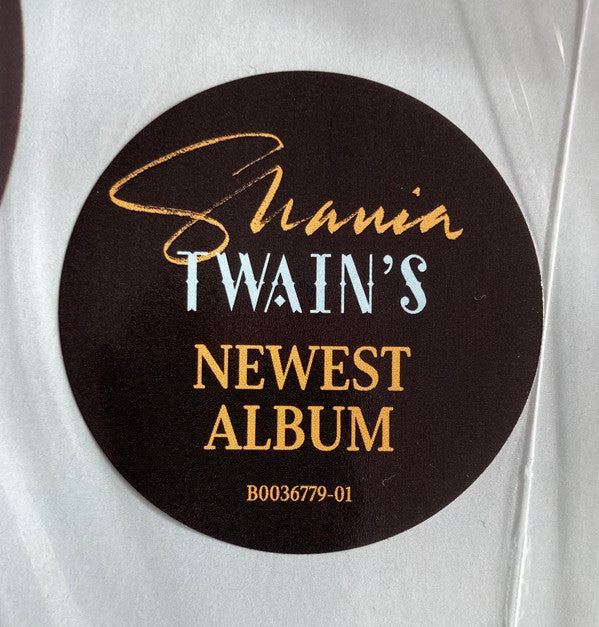 Shania
TWAIN'S
NEWEST
ALBUM
B0036779-01